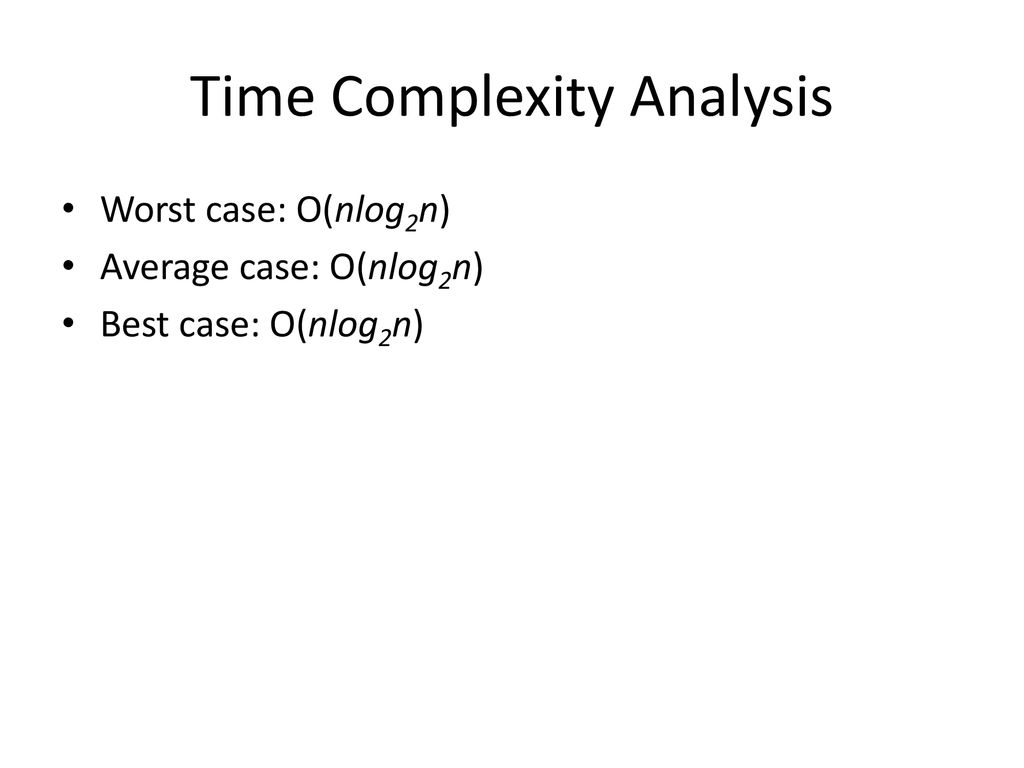 Time Complexity Analysis
• Worst case: O(nlog₂n)
• Average case: O(nlog₂n)
• Best case: O(nlog₂n)